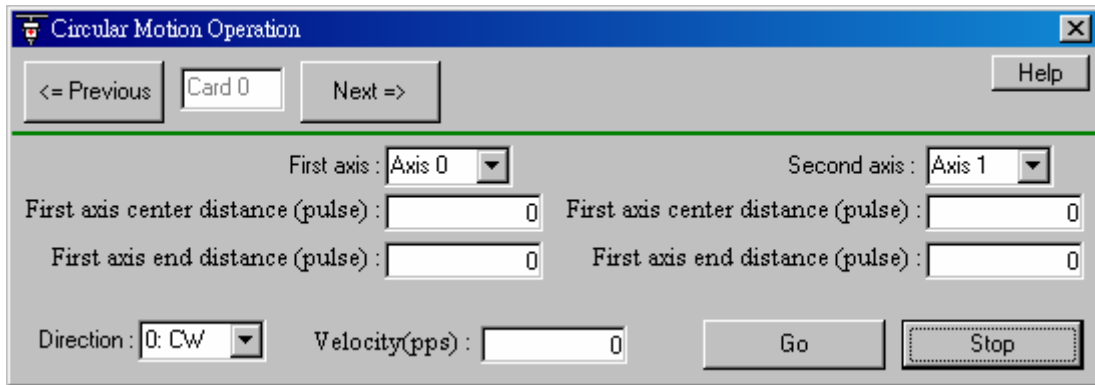 Circular Motion Operation
<= Previous Card 0 Next => Help
First axis : Axis 0 Second axis : Axis 1
First axis center distance (pulse) : 0 First axis center distance (pulse) : 0
First axis end distance (pulse) : 0 First axis end distance (pulse) : 0
Direction : 0: CW Velocity(pps) : 0 Go Stop